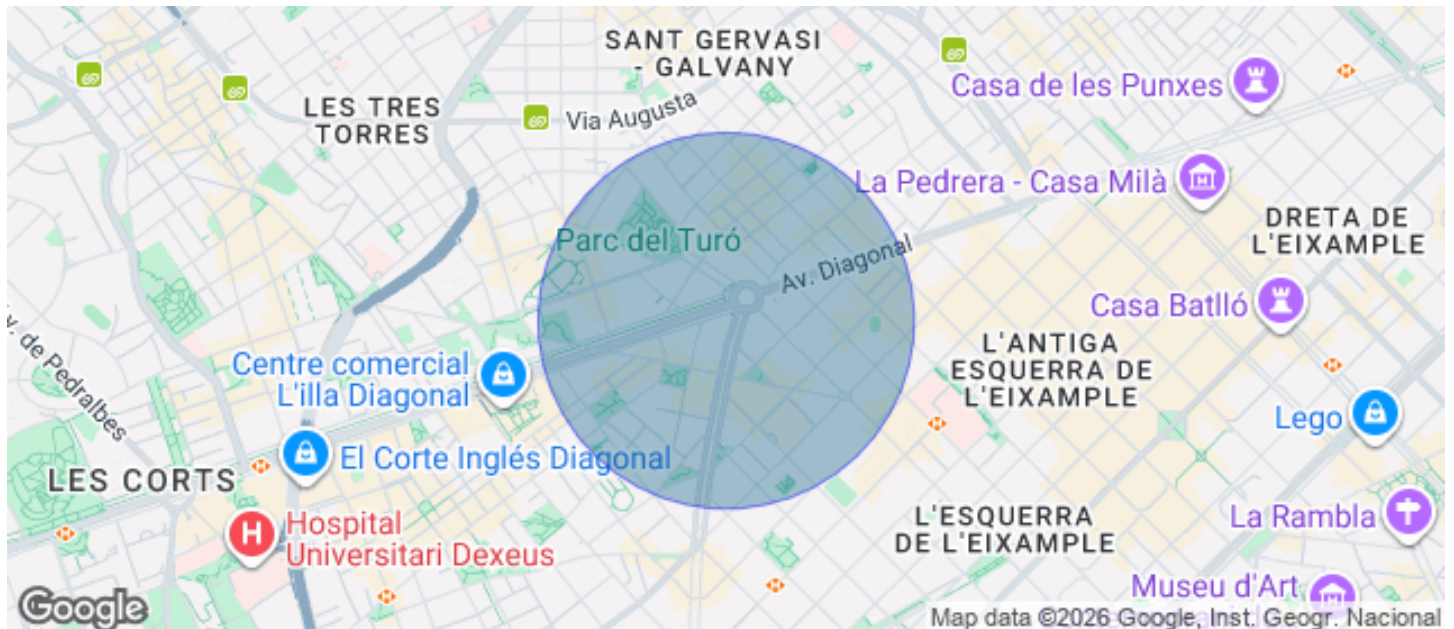 SANT GERVASI
- GALVANY
Casa de les Punxes
LES TRES
TORRES
Via Augusta
La Pedrera - Casa Milà
DRETA DE
L'EIXAMPLE
Parc del Turó
Av. Diagonal
Casa Batlló
v. de Pedralbes
Centre comercial
L'illa Diagonal
L'ANTIGA
ESQUERRA DE
L'EIXAMPLE
Lego
El Corte Inglés Diagonal
LES CORTS
H
Hospital
Universitari Dexeus
L'ESQUERRA
DE L'EIXAMPLE
La Rambla
Museu d'Art
Google
Map data ©2026 Google, Inst. Geogr. Nacional